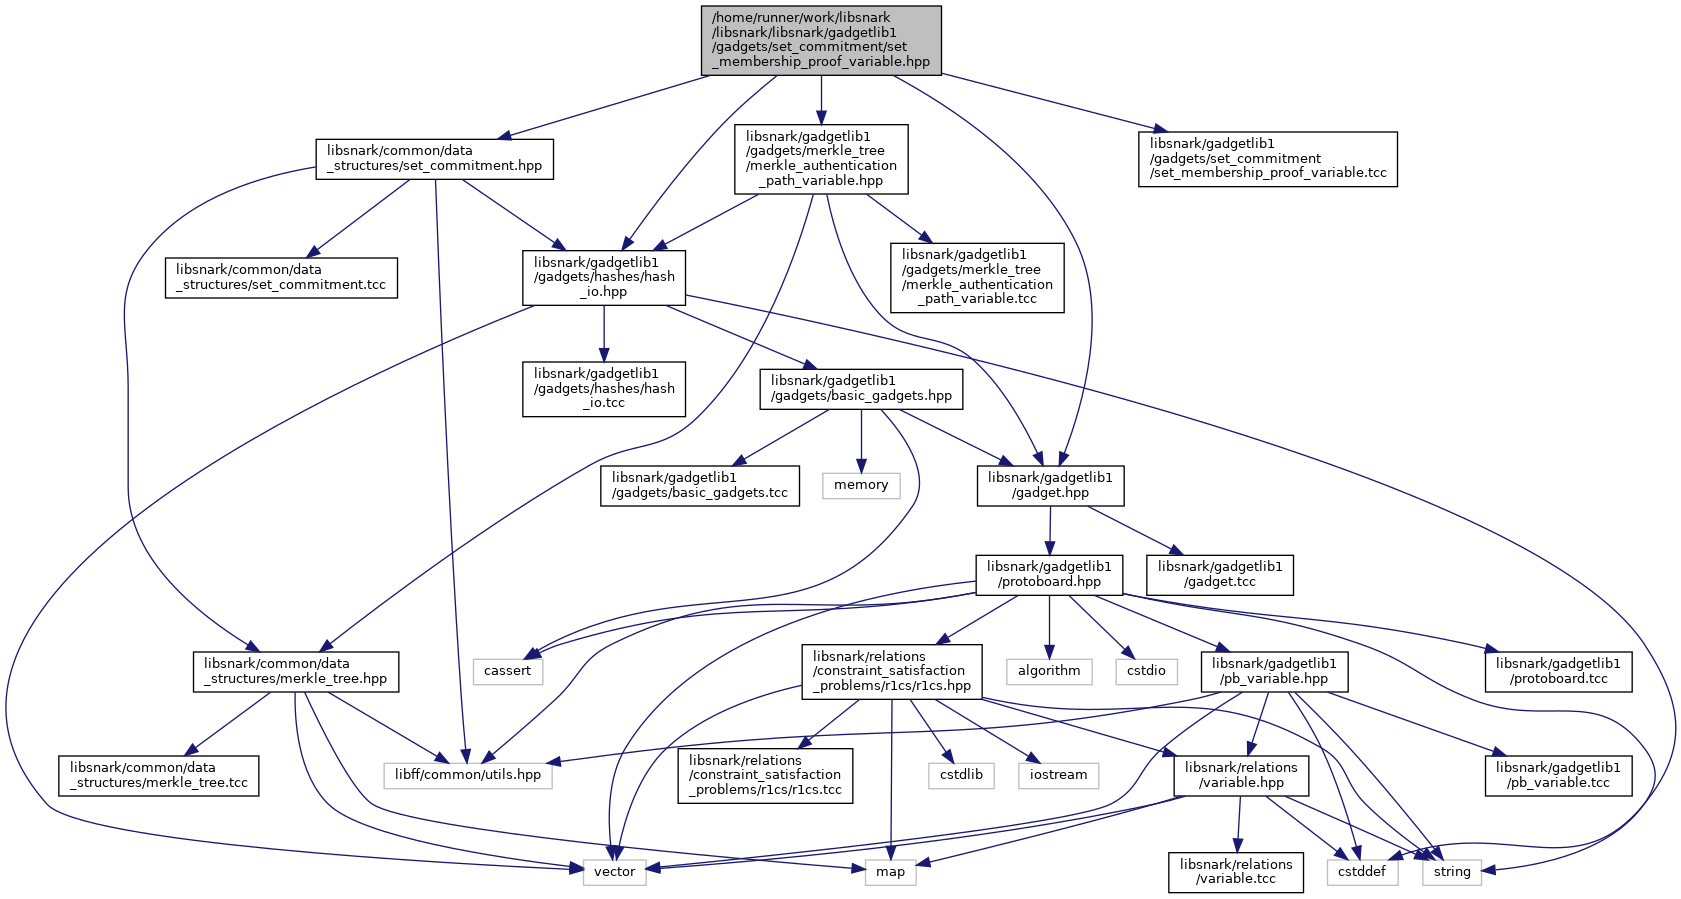 /home/runner/work/libsnark
/libsnark/libsnark/gadgetlib1
/gadgets/set_commitment/set
_membership_proof_variable.hpp
libsnark/common/data
_structures/set_commitment.hpp
libsnark/gadgetlib1
/gadgets/merkle_tree
/merkle_authentication
_path_variable.hpp
libsnark/gadgetlib1
/gadgets/set_commitment
/set_membership_proof_variable.tcc
libsnark/common/data
_structures/set_commitment.tcc
libsnark/gadgetlib1
/gadgets/hashes/hash
_io.hpp
libsnark/gadgetlib1
/gadgets/merkle_tree
/merkle_authentication
_path_variable.tcc
libsnark/gadgetlib1
/gadgets/hashes/hash
_io.tcc
libsnark/gadgetlib1
/gadgets/basic_gadgets.hpp
libsnark/gadgetlib1
/gadgets/basic_gadgets.tcc
memory
libsnark/gadgetlib1
/gadget.hpp
libsnark/gadgetlib1
/protoboard.hpp
libsnark/gadgetlib1
/gadget.tcc
libsnark/common/data
_structures/merkle_tree.hpp
cassert
libsnark/relations
/constraint_satisfaction
_problems/r1cs/r1cs.hpp
algorithm
cstdio
libsnark/gadgetlib1
/pb_variable.hpp
libsnark/gadgetlib1
/protoboard.tcc
libsnark/common/data
_structures/merkle_tree.tcc
libff/common/utils.hpp
libsnark/relations
/constraint_satisfaction
_problems/r1cs/r1cs.tcc
cstdlib
iostream
libsnark/relations
/variable.hpp
libsnark/gadgetlib1
/pb_variable.tcc
vector
map
libsnark/relations
/variable.tcc
cstddef
string